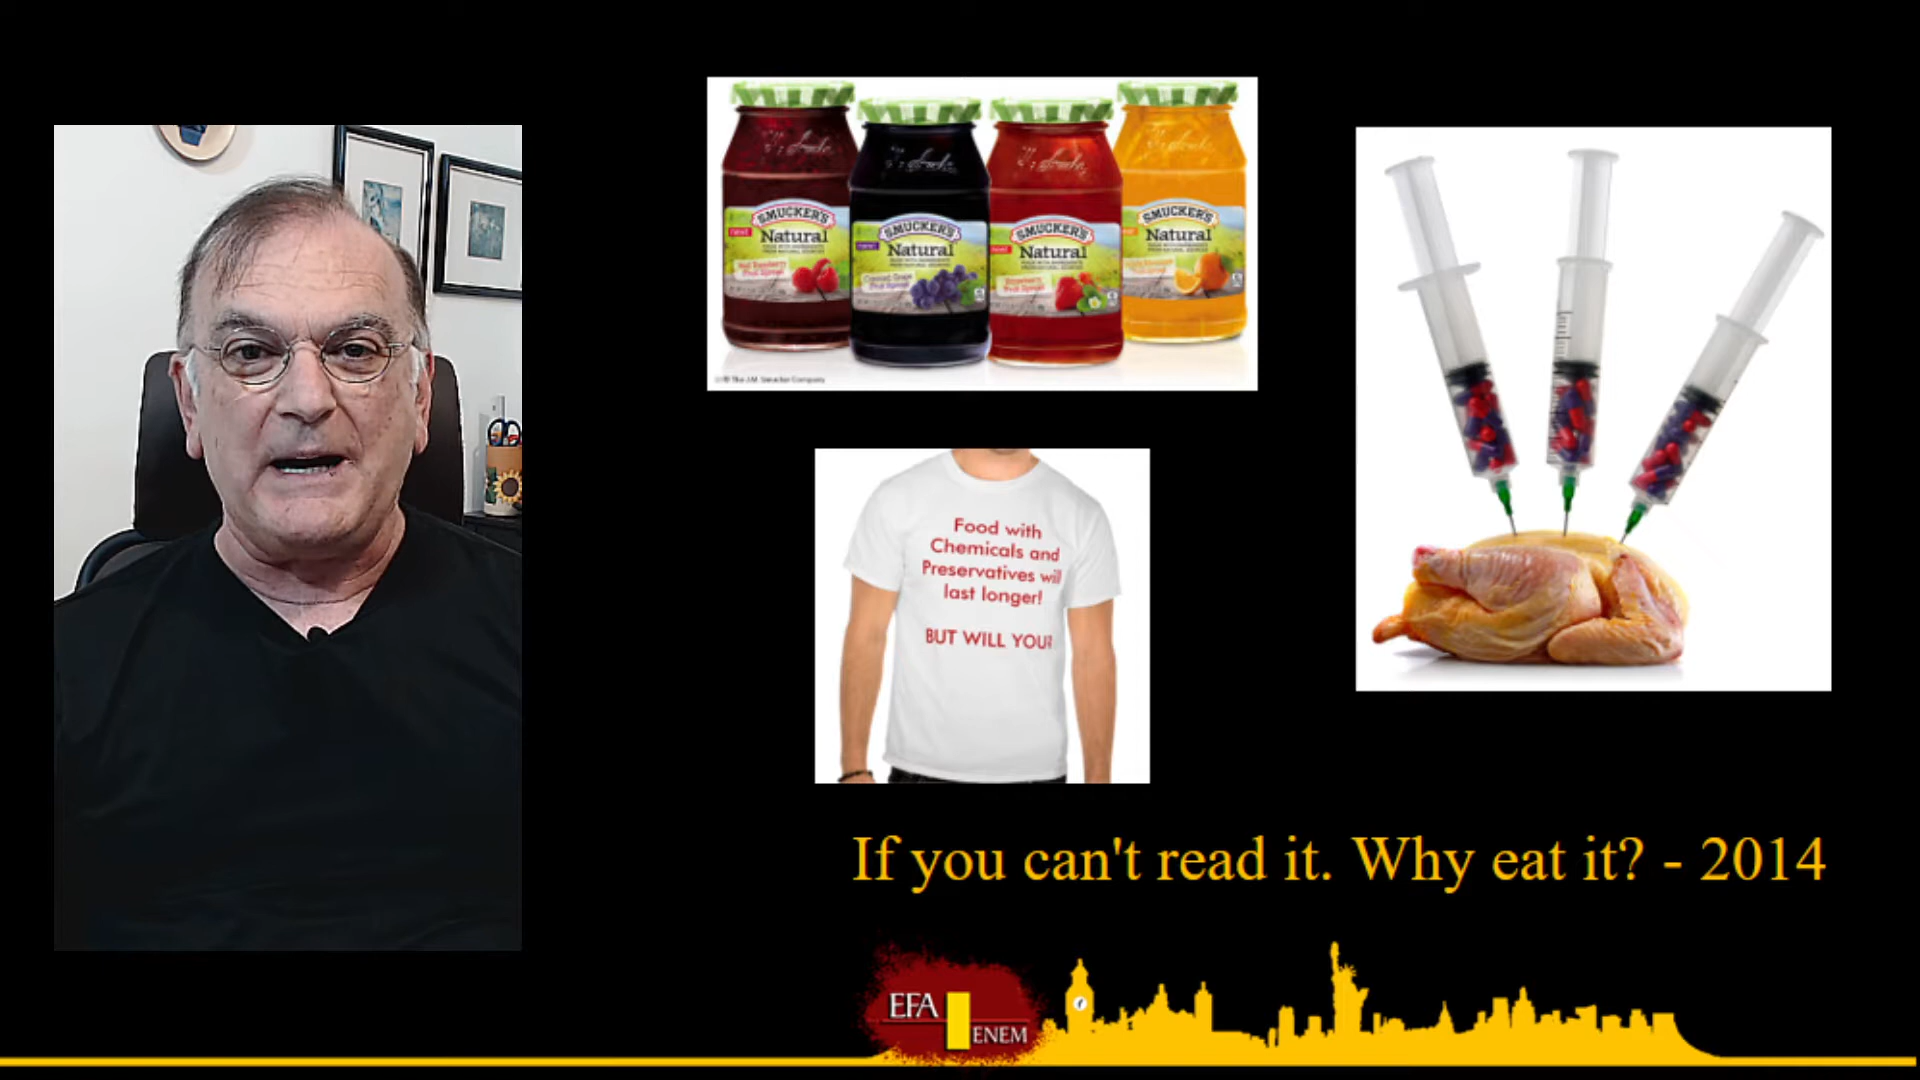 SMUCKER'S
Natural
SMUCKER'S
Natural
SMUCKER'S
Natural
SMUCKER'S
Natural
Food with
Chemicals and
Preservatives will
last longer!
BUT WILL YOU?
If you can't read it. Why eat it? - 2014
EFA
ENEM